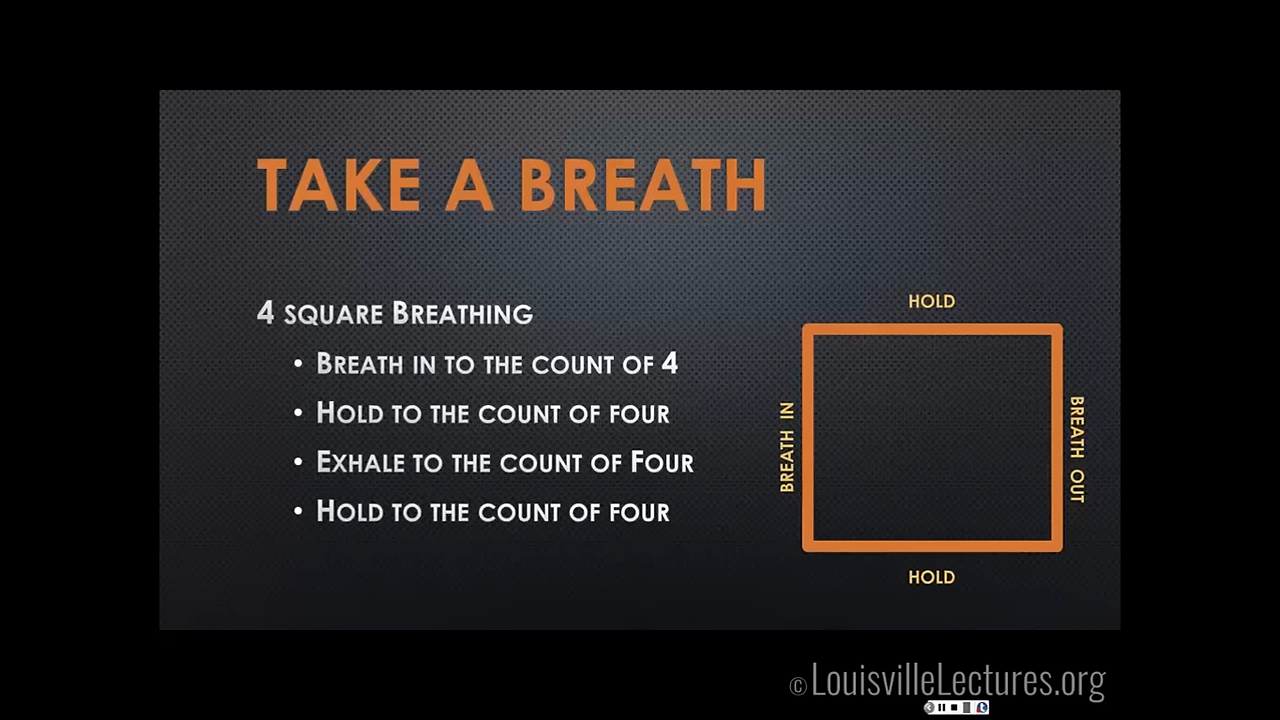 TAKE A BREATH
4 SQUARE BREATHING
• BREATH IN TO THE COUNT OF 4
• HOLD TO THE COUNT OF FOUR
• EXHALE TO THE COUNT OF FOUR
• HOLD TO THE COUNT OF FOUR
HOLD
BREATH IN
BREATH OUT
HOLD
© LouisvilleLectures.org